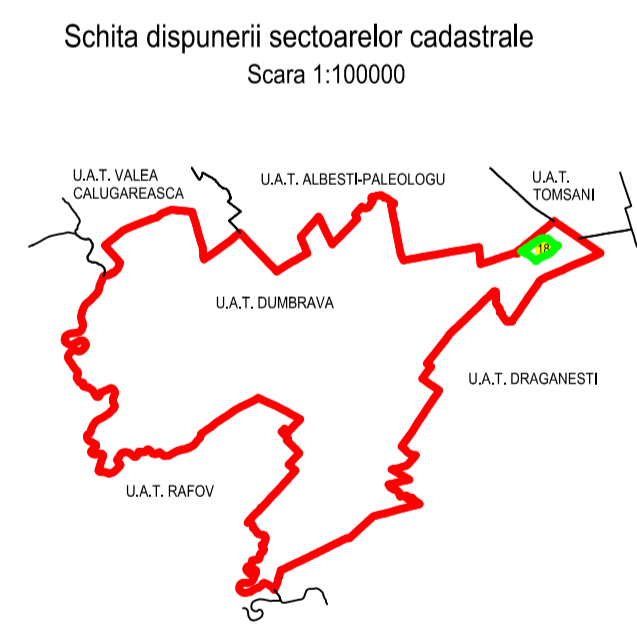 Schita dispunerii sectoarelor cadastrale
Scara 1:100000
U.A.T. VALEA
CALUGAREASCA
U.A.T. ALBESTI-PALEOLOGU
U.A.T.
TOMSANI
18
U.A.T. DUMBRAVA
U.A.T. DRAGANESTI
U.A.T. RAFOV